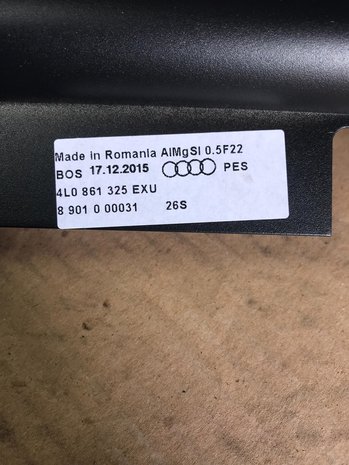 Made in Romania AlMgSI 0.5F22
BOS 17.12.2015 PES
4L0 861 325 EXU
8 901 0 00031 26S